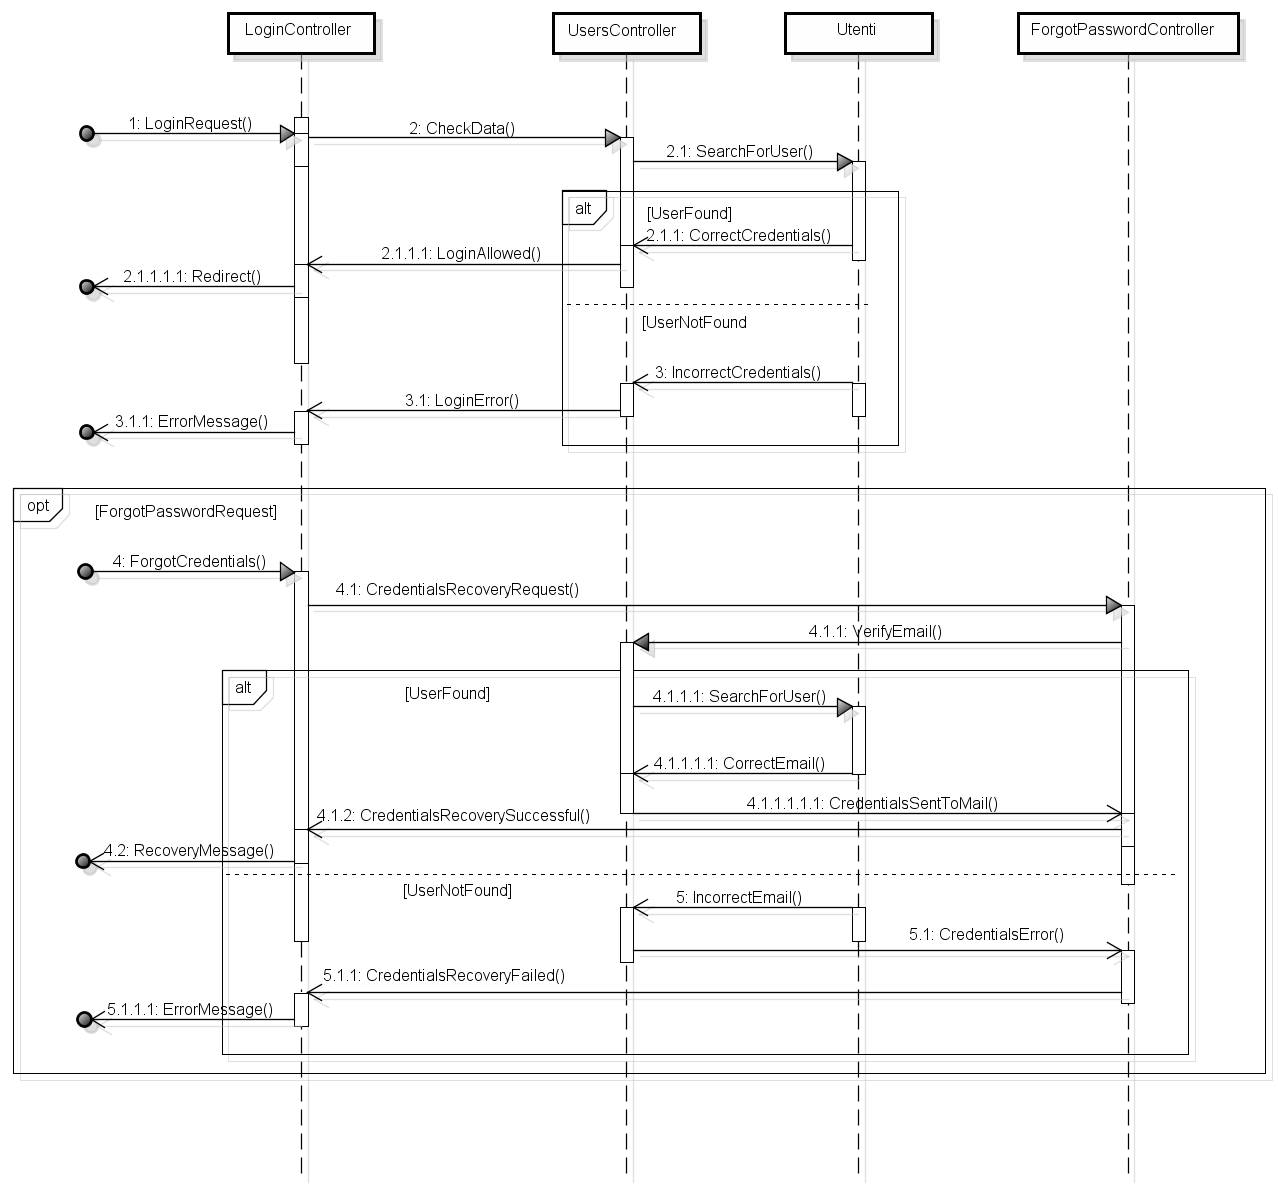 LoginController
UsersController
Utenti
ForgotPasswordController
1: LoginRequest()
2: CheckData()
2.1: SearchForUser()
alt
[UserFound]
2.1.1: CorrectCredentials()
2.1.1.1: LoginAllowed()
2.1.1.1.1: Redirect()
[UserNotFound
3: IncorrectCredentials()
3.1: LoginError()
3.1.1: ErrorMessage()
opt
[ForgotPasswordRequest]
4: ForgotCredentials()
4.1: CredentialsRecoveryRequest()
4.1.1: VerifyEmail()
alt
[UserFound]
4.1.1.1: SearchForUser()
4.1.1.1.1: CorrectEmail()
4.1.1.1.1.1: CredentialsSentToMail()
4.1.2: CredentialsRecoverySuccessful()
4.2: RecoveryMessage()
[UserNotFound]
5: IncorrectEmail()
5.1: CredentialsError()
5.1.1: CredentialsRecoveryFailed()
5.1.1.1: ErrorMessage()